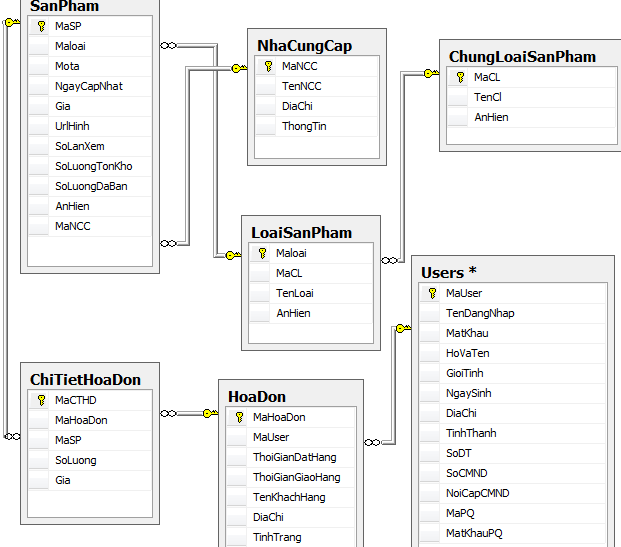 SanPham
MaSP
Maloai
Mota
NgayCapNhat
Gia
UrlHinh
SoLanXem
SoLuongTonKho
SoLuongDaBan
AnHien
MaNCC
NhaCungCap
MaNCC
TenNCC
DiaChi
ThongTin
ChungLoaiSanPham
MaCL
TenCl
AnHien
LoaiSanPham
Maloai
MaCL
TenLoai
AnHien
Users *
MaUser
TenDangNhap
MatKhau
HoVaTen
GioiTinh
NgaySinh
DiaChi
TinhThanh
SoDT
SoCMND
NoiCapCMND
MaPQ
MatKhauPQ
ChiTietHoaDon
MaCTHD
MaHoaDon
MaSP
SoLuong
Gia
HoaDon
MaHoaDon
MaUser
ThoiGianDatHang
ThoiGianGiaoHang
TenKhachHang
DiaChi
TinhTrang